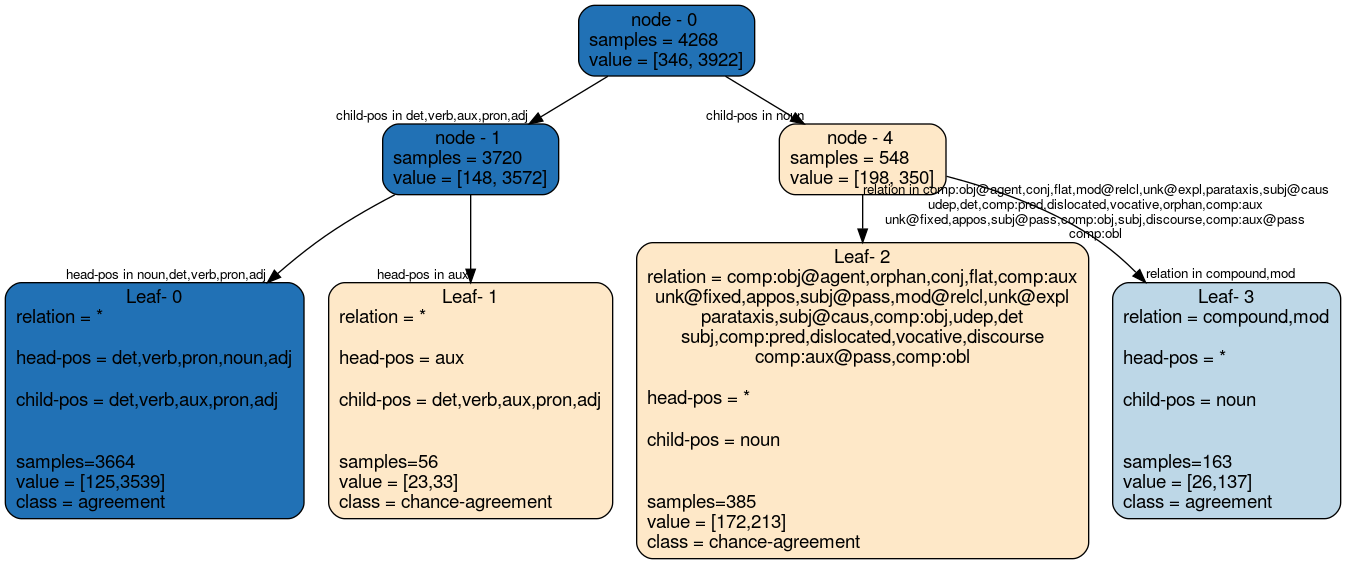 node - 0
samples = 4268
value = [346, 3922]
child-pos in det,verb,aux,pron,adj
child-pos in noun
node - 1
samples = 3720
value = [148, 3572]
node - 4
samples = 548
value = [198, 350]
head-pos in noun,det,verb,pron,adj
head-pos in aux
relation in comp:obj@agent,conj,flat,mod@relcl,unk@expl,parataxis,subj@caus
udep,det,comp:pred,dislocated,vocative,orphan,comp:aux
unk@fixed,appos,subj@pass,comp:obj,subj,discourse,comp:aux@pass
comp:obl
relation in compound,mod
Leaf- 0
relation = *
head-pos = det,verb,pron,noun,adj
child-pos = det,verb,aux,pron,adj
samples=3664
value = [125,3539]
class = agreement
Leaf- 1
relation = *
head-pos = aux
child-pos = det,verb,aux,pron,adj
samples=56
value = [23,33]
class = chance-agreement
Leaf- 2
relation = comp:obj@agent,orphan,conj,flat,comp:aux
unk@fixed,appos,subj@pass,mod@relcl,unk@expl
parataxis,subj@caus,comp:obj,udep,det
subj,comp:pred,dislocated,vocative,discourse
comp:aux@pass,comp:obl
head-pos = *
child-pos = noun
samples=385
value = [172,213]
class = chance-agreement
Leaf- 3
relation = compound,mod
head-pos = *
child-pos = noun
samples=163
value = [26,137]
class = agreement